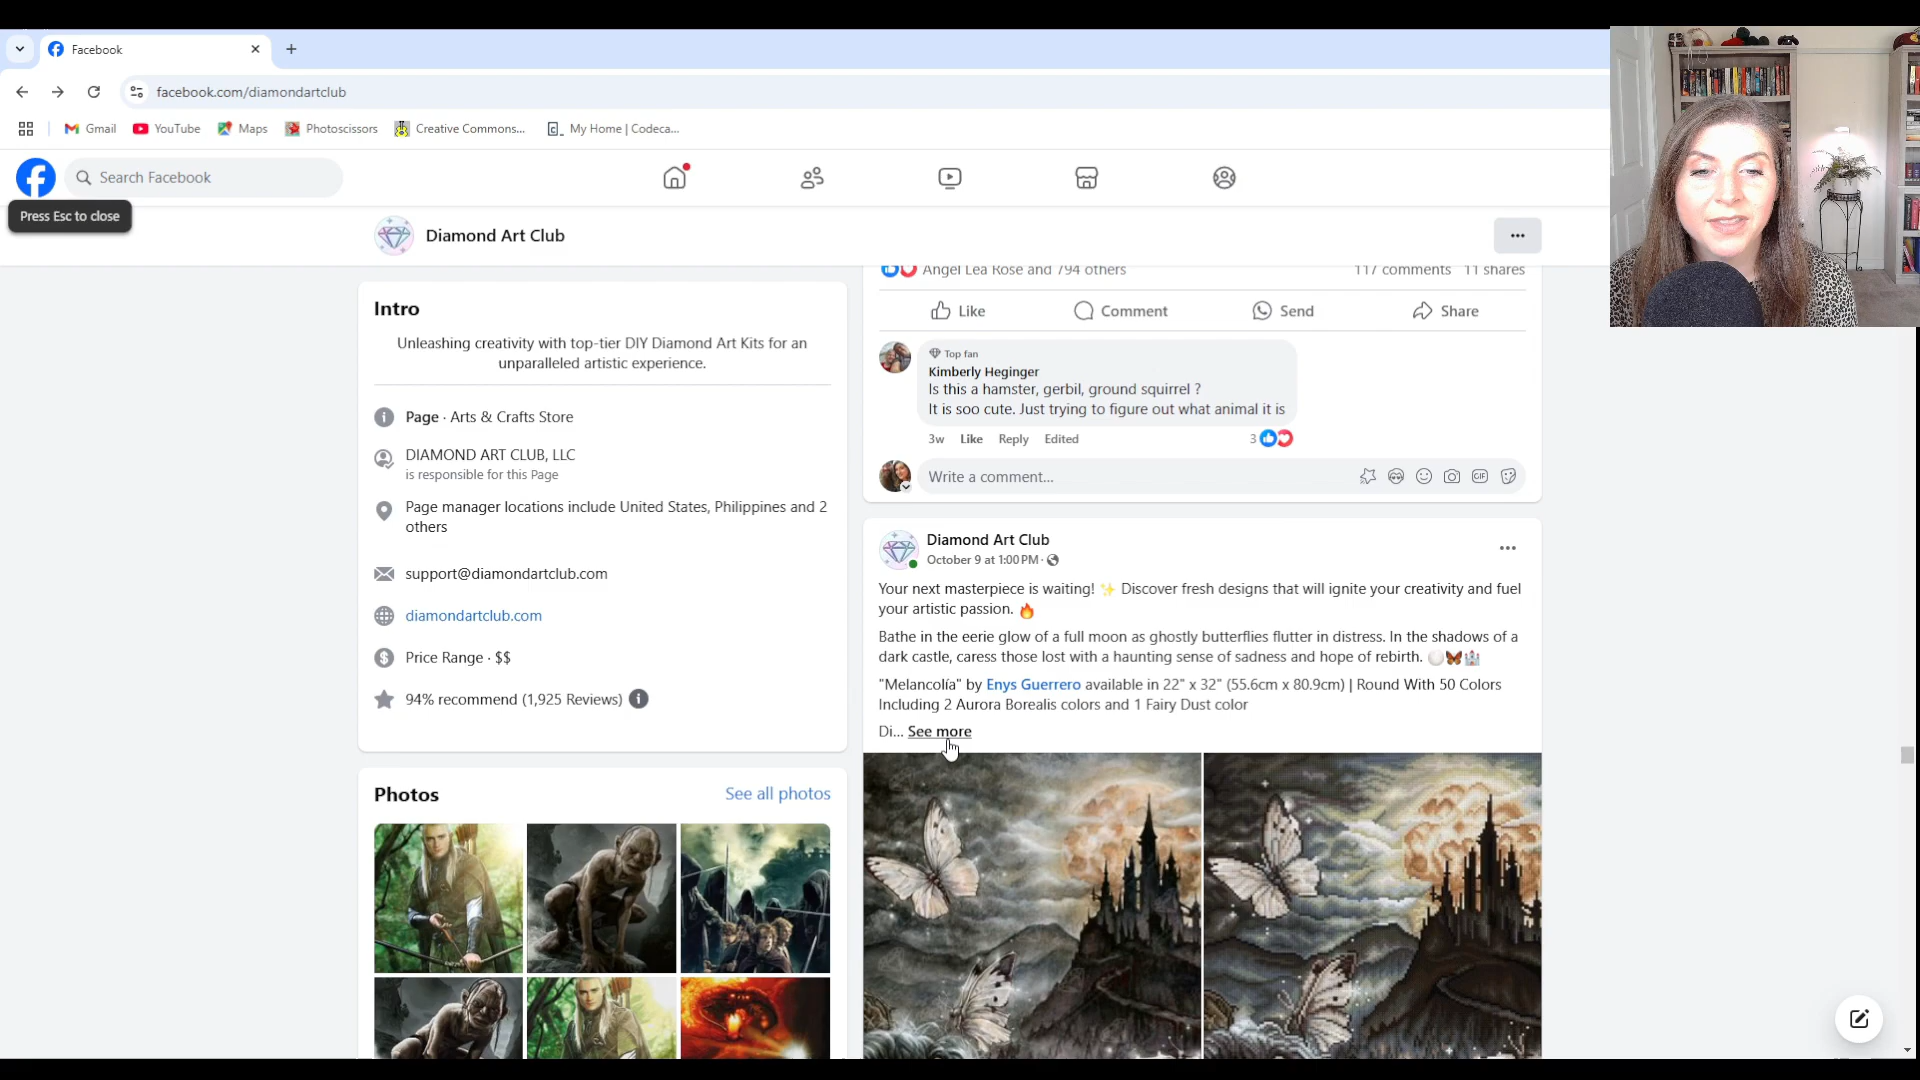 Facebook
facebook.com/diamondartclub
Gmail
YouTube
Maps
Photoscissors
Creative Commons...
My Home | Codeca...
Search Facebook
Press Esc to close
Diamond Art Club
Intro
Unleashing creativity with top-tier DIY Diamond Art Kits for an
unparalleled artistic experience.
Page · Arts & Crafts Store
DIAMOND ART CLUB, LLC
is responsible for this Page
Page manager locations include United States, Philippines and 2
others
support@diamondartclub.com
diamondartclub.com
Price Range · $$
94% recommend (1,925 Reviews)
Photos
See all photos
Angel Lea Rose and 794 others
117 comments 11 shares
Like
Comment
Send
Share
Top fan
Kimberly Heginger
Is this a hamster, gerbil, ground squirrel ?
It is soo cute. Just trying to figure out what animal it is
3w Like Reply Edited
3
Write a comment...
GIF
Diamond Art Club
October 9 at 1:00 PM ·
Your next masterpiece is waiting! ✨ Discover fresh designs that will ignite your creativity and fuel
your artistic passion. 🔥
Bathe in the eerie glow of a full moon as ghostly butterflies flutter in distress. In the shadows of a
dark castle, caress those lost with a haunting sense of sadness and hope of rebirth. 🌕🦋🏰
"Melancolía" by Enys Guerrero available in 22" x 32" (55.6cm x 80.9cm) | Round With 50 Colors
Including 2 Aurora Borealis colors and 1 Fairy Dust color
Di... See more